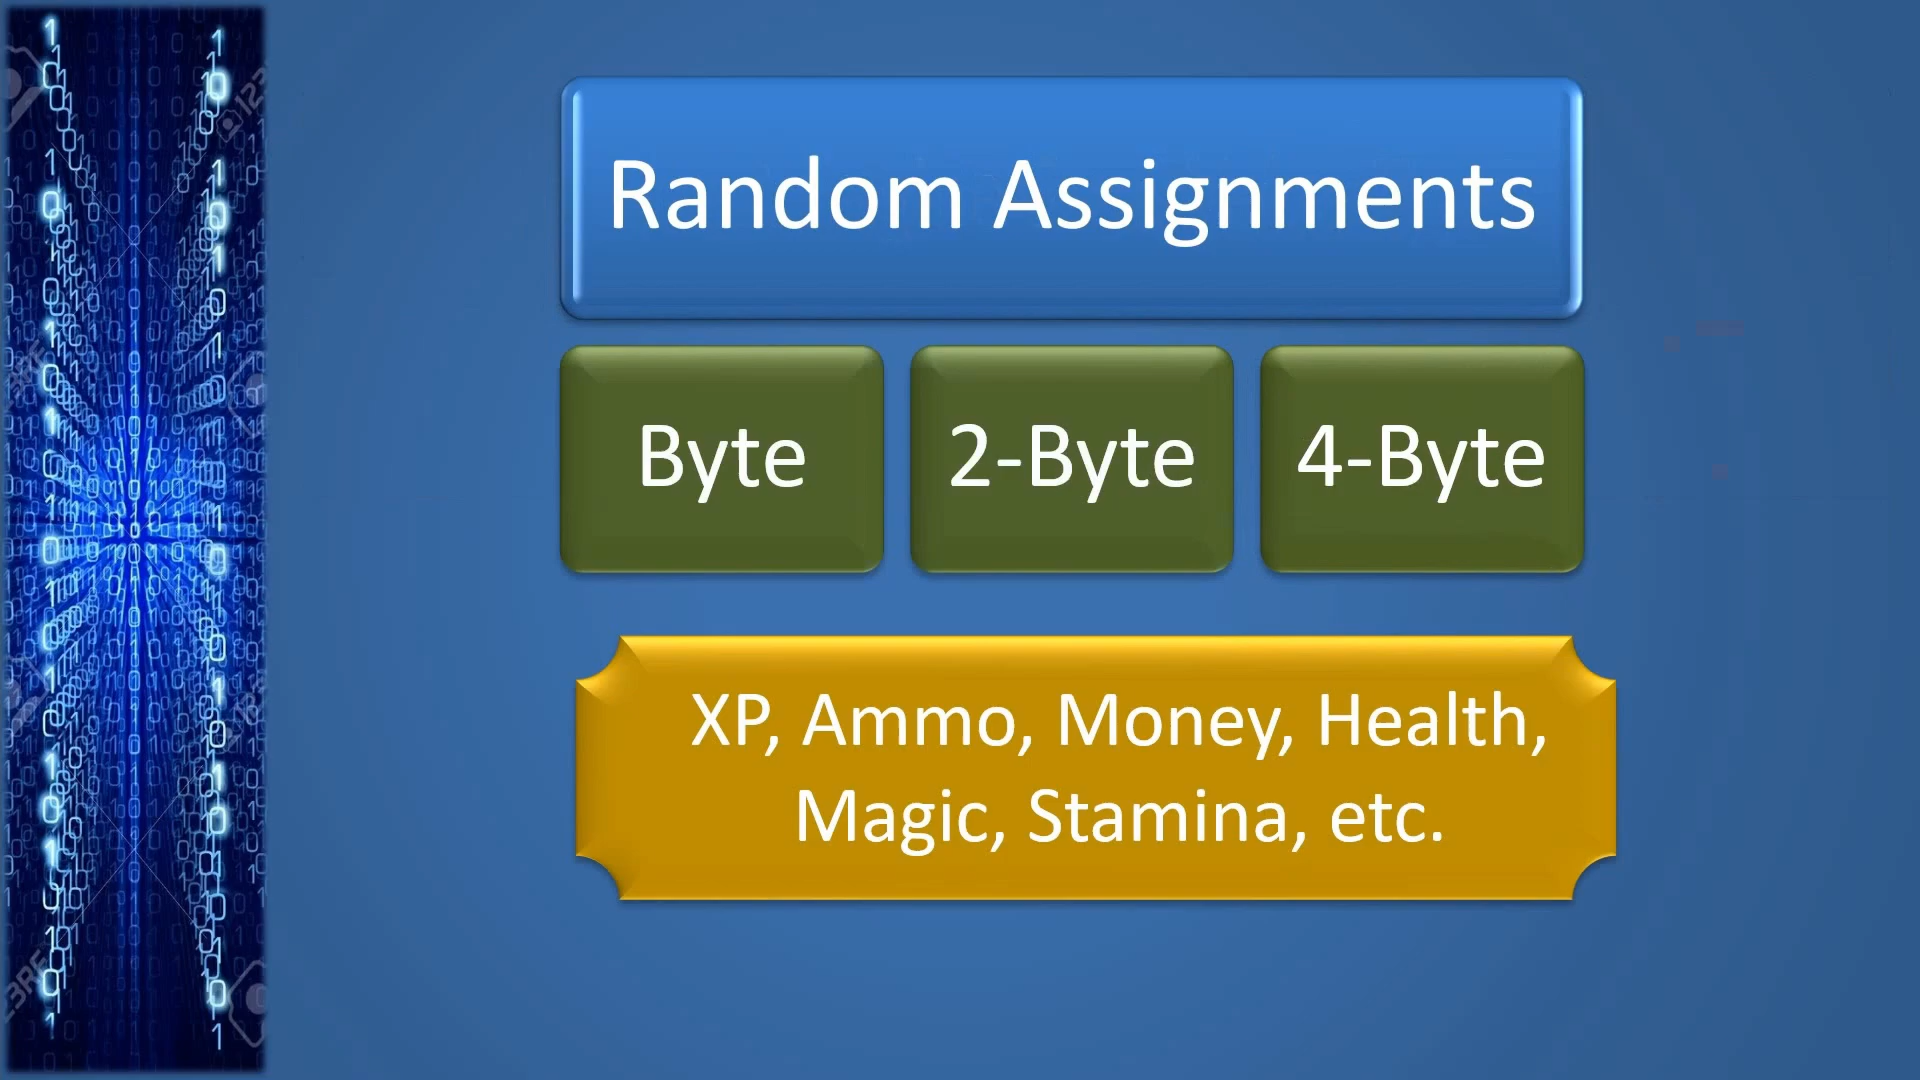 Random Assignments
Byte
2-Byte
4-Byte
XP, Ammo, Money, Health,
Magic, Stamina, etc.